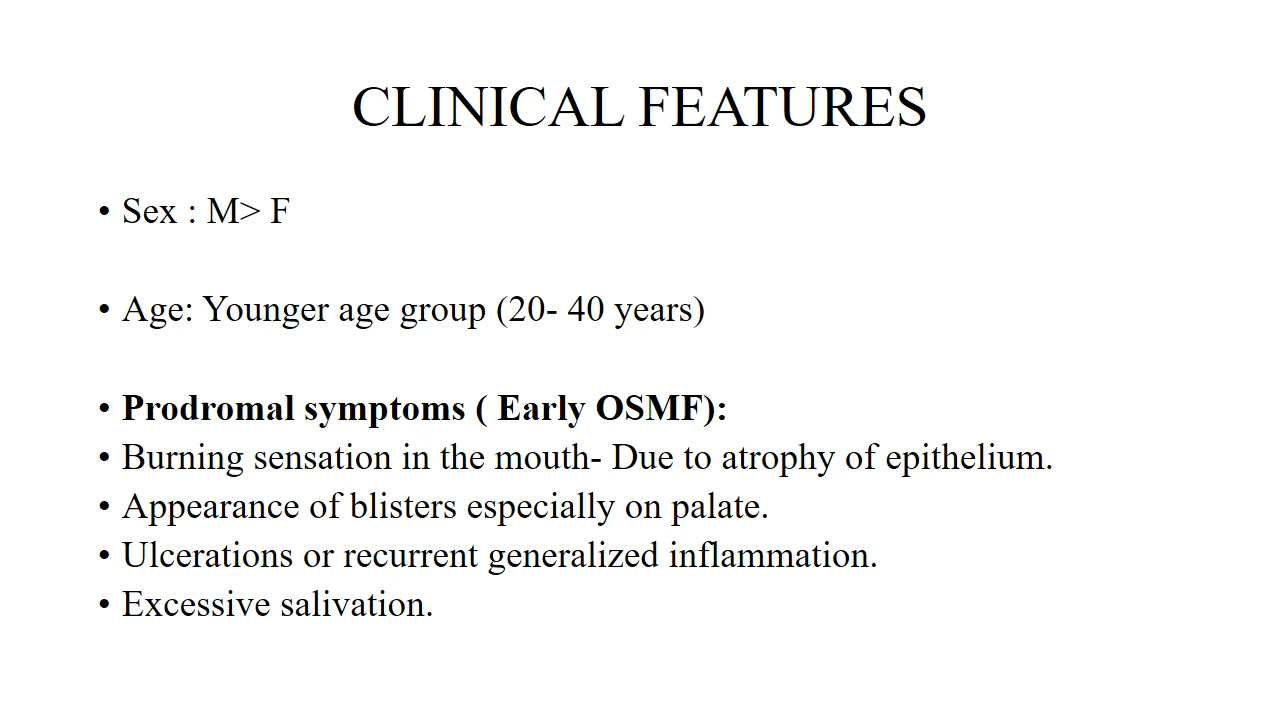 CLINICAL FEATURES
• Sex : M> F
• Age: Younger age group (20- 40 years)
• Prodromal symptoms ( Early OSMF):
• Burning sensation in the mouth- Due to atrophy of epithelium.
• Appearance of blisters especially on palate.
• Ulcerations or recurrent generalized inflammation.
• Excessive salivation.